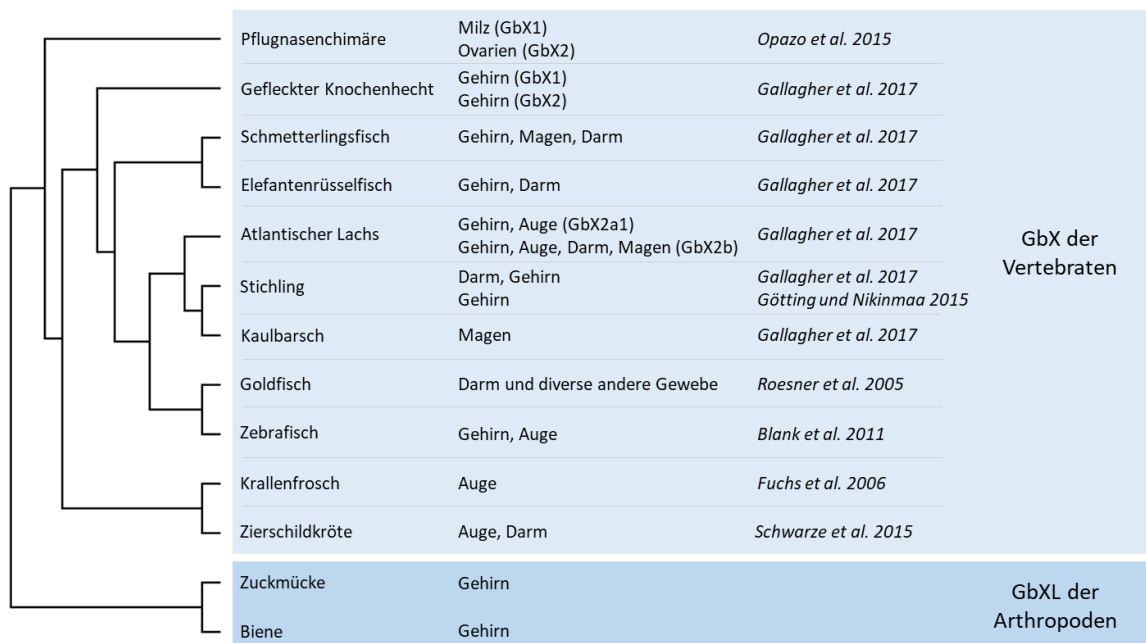 Pflugnasenchimäre Milz (GbX1) Opazo et al. 2015
Ovarien (GbX2)
Gefleckter Knochenhecht Gehirn (GbX1) Gallagher et al. 2017
Gehirn (GbX2)
Schmetterlingsfisch Gehirn, Magen, Darm Gallagher et al. 2017
Elefantenrüsselfisch Gehirn, Darm Gallagher et al. 2017
Atlantischer Lachs Gehirn, Auge (GbX2a1) Gallagher et al. 2017
Gehirn, Auge, Darm, Magen (GbX2b)
GbX der
Vertebraten
Stichling Darm, Gehirn Gallagher et al. 2017
Gehirn Götting und Nikinmaa 2015
Kaulbarsch Magen Gallagher et al. 2017
Goldfisch Darm und diverse andere Gewebe Roesner et al. 2005
Zebrafisch Gehirn, Auge Blank et al. 2011
Krallenfrosch Auge Fuchs et al. 2006
Zierschildkröte Auge, Darm Schwarze et al. 2015
Zuckmücke Gehirn
Biene Gehirn
GbXL der
Arthropoden